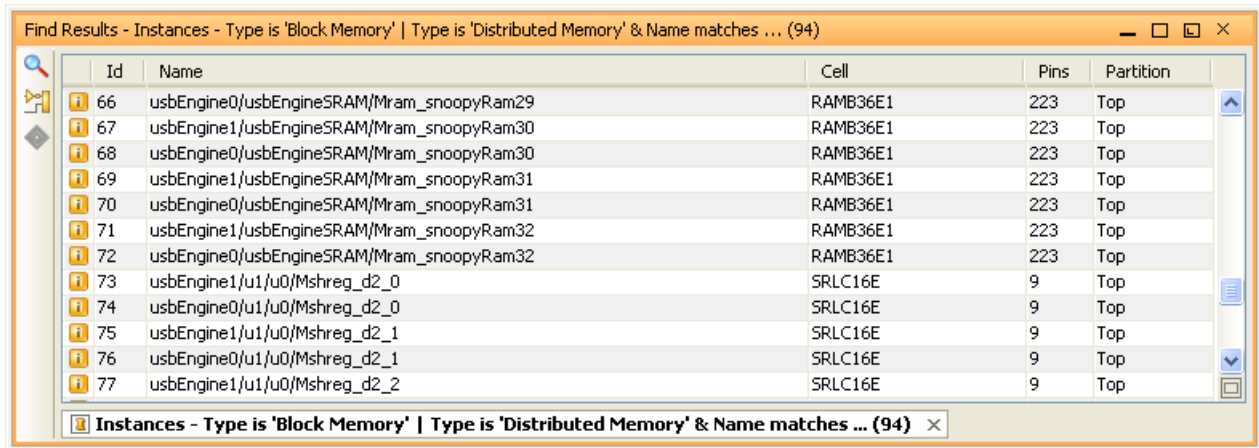 Find Results - Instances - Type is 'Block Memory' | Type is 'Distributed Memory' & Name matches ... (94)
Id Name Cell Pins Partition
66 usbEngine0/usbEngineSRAM/Mram_snoopyRam29 RAMB36E1 223 Top
67 usbEngine1/usbEngineSRAM/Mram_snoopyRam30 RAMB36E1 223 Top
68 usbEngine0/usbEngineSRAM/Mram_snoopyRam30 RAMB36E1 223 Top
69 usbEngine1/usbEngineSRAM/Mram_snoopyRam31 RAMB36E1 223 Top
70 usbEngine0/usbEngineSRAM/Mram_snoopyRam31 RAMB36E1 223 Top
71 usbEngine1/usbEngineSRAM/Mram_snoopyRam32 RAMB36E1 223 Top
72 usbEngine0/usbEngineSRAM/Mram_snoopyRam32 RAMB36E1 223 Top
73 usbEngine1/u1/u0/Mshreg_d2_0 SRLC16E 9 Top
74 usbEngine0/u1/u0/Mshreg_d2_0 SRLC16E 9 Top
75 usbEngine1/u1/u0/Mshreg_d2_1 SRLC16E 9 Top
76 usbEngine0/u1/u0/Mshreg_d2_1 SRLC16E 9 Top
77 usbEngine1/u1/u0/Mshreg_d2_2 SRLC16E 9 Top
Instances - Type is 'Block Memory' | Type is 'Distributed Memory' & Name matches ... (94)